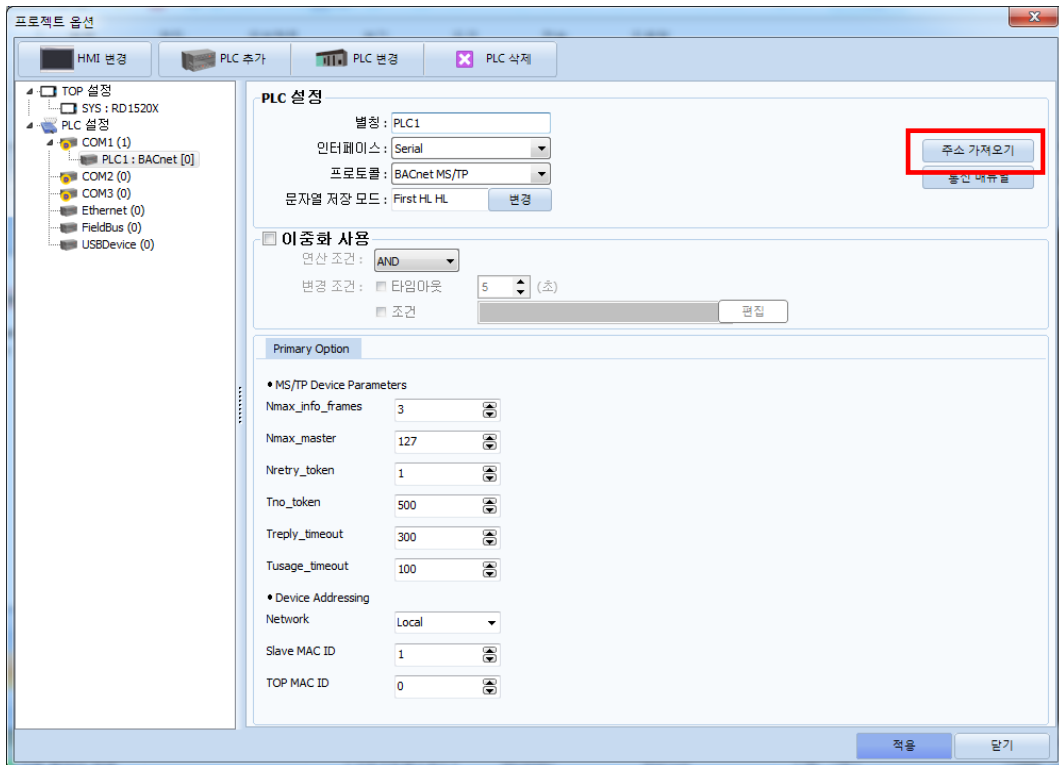 프로젝트 옵션
HMI 변경 PLC 추가 PLC 변경 PLC 삭제
TOP 설정
SYS : RD1520X
PLC 설정
COM1 (1)
PLC1 : BACnet [0]
COM2 (0)
COM3 (0)
Ethernet (0)
FieldBus (0)
USBDevice (0)
PLC 설정
별칭 : PLC1
인터페이스 : Serial
주소 가져오기
프로토콜 : BACnet MS/TP
통신 매뉴얼
문자열 저장 모드 : First HL HL 변경
이중화 사용
연산 조건 : AND
변경 조건 : 타임아웃 5 (초)
조건 편집
Primary Option
• MS/TP Device Parameters
Nmax_info_frames 3
Nmax_master 127
Nretry_token 1
Tno_token 500
Treply_timeout 300
Tusage_timeout 100
• Device Addressing
Network Local
Slave MAC ID 1
TOP MAC ID 0
적용 닫기